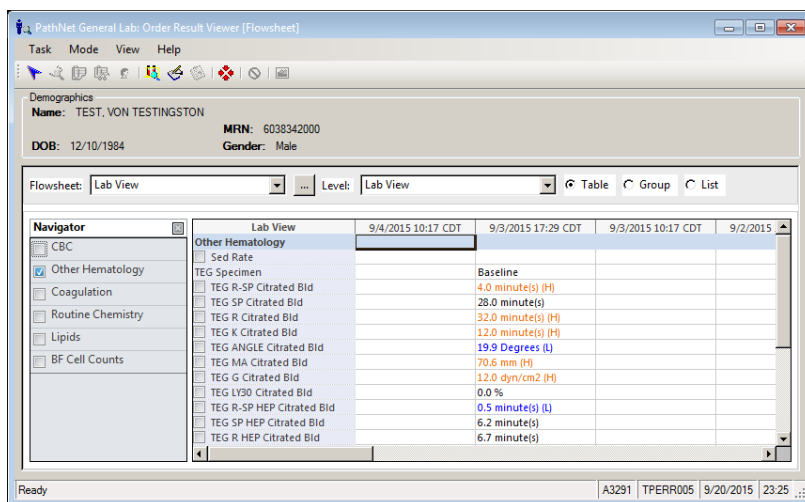 PathNet General Lab: Order Result Viewer [Flowsheet]
Task Mode View Help
Demographics
Name: TEST, VON TESTINGSTON
MRN: 6038342000
DOB: 12/10/1984 Gender: Male
Flowsheet: Lab View ... Level: Lab View Table Group List
Navigator
CBC
Other Hematology
Coagulation
Routine Chemistry
Lipids
BF Cell Counts
Lab View 9/4/2015 10:17 CDT 9/3/2015 17:29 CDT 9/3/2015 10:17 CDT 9/2/2015
Other Hematology
Sed Rate
TEG Specimen Baseline
TEG R-SP Citrated Bld 4.0 minute(s) (H)
TEG SP Citrated Bld 28.0 minute(s)
TEG R Citrated Bld 32.0 minute(s) (H)
TEG K Citrated Bld 12.0 minute(s) (H)
TEG ANGLE Citrated Bld 19.9 Degrees (L)
TEG MA Citrated Bld 70.6 mm (H)
TEG G Citrated Bld 12.0 dyn/cm2 (H)
TEG LY30 Citrated Bld 0.0 %
TEG R-SP HEP Citrated Bld 0.5 minute(s) (L)
TEG SP HEP Citrated Bld 6.2 minute(s)
TEG R HEP Citrated Bld 6.7 minute(s)
Ready A3291 TPERR005 9/20/2015 23:25